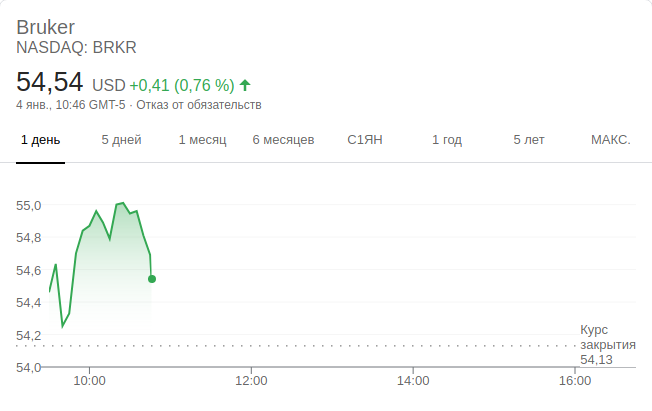 Bruker
NASDAQ: BRKR
54,54 USD +0,41 (0,76 %)
4 янв., 10:46 GMT-5 · Отказ от обязательств
1 день 5 дней 1 месяц 6 месяцев С1ЯН 1 год 5 лет МАКС.
55,0
54,8
54,6
54,4
54,2
Курс
закрытия
54,13
54,0
10:00 12:00 14:00 16:00